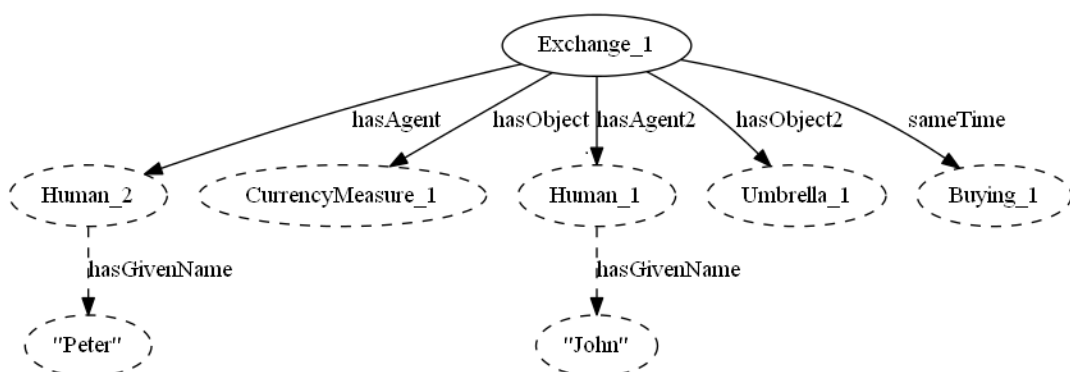 Exchange_1
hasAgent hasObject hasAgent2 hasObject2 sameTime
Human_2 CurrencyMeasure_1 Human_1 Umbrella_1 Buying_1
hasGivenName hasGivenName
"Peter" "John"